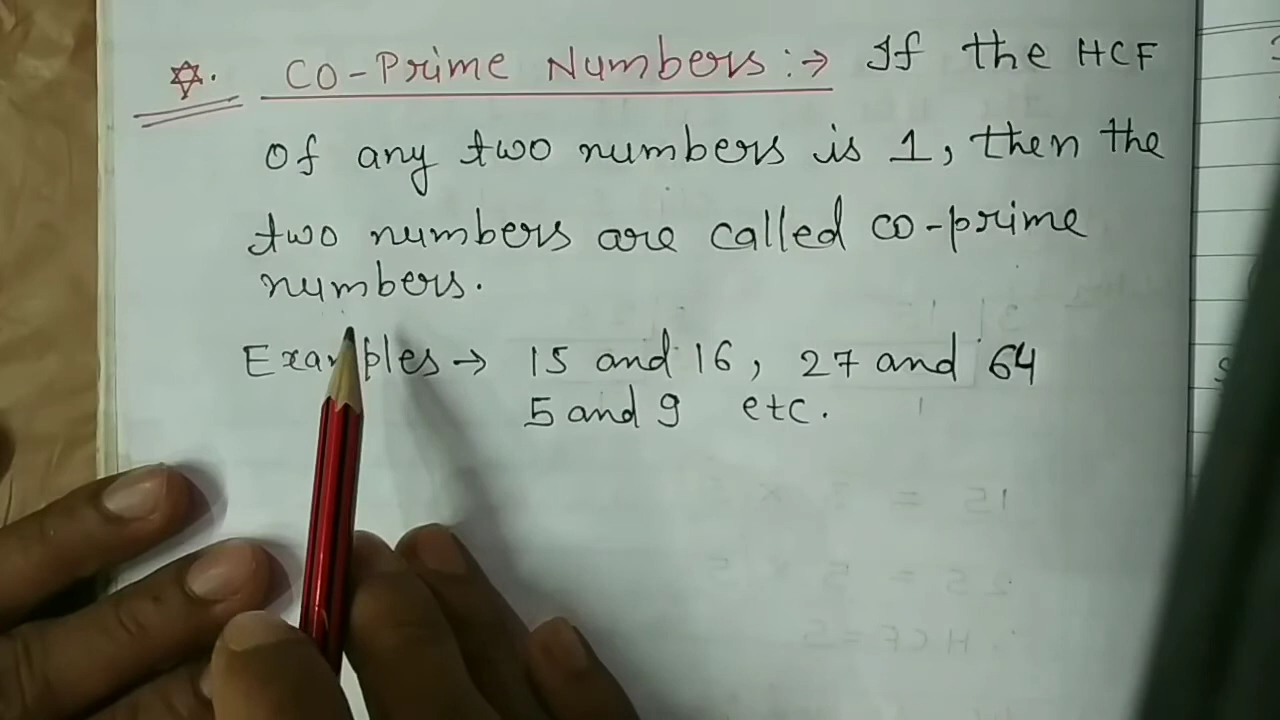 ✡. CO-Prime Numbers:→ If the HCF
of any two numbers is 1, then the
two numbers are called co-prime
numbers.
Examples → 15 and 16, 27 and 64
5 and 9 etc.